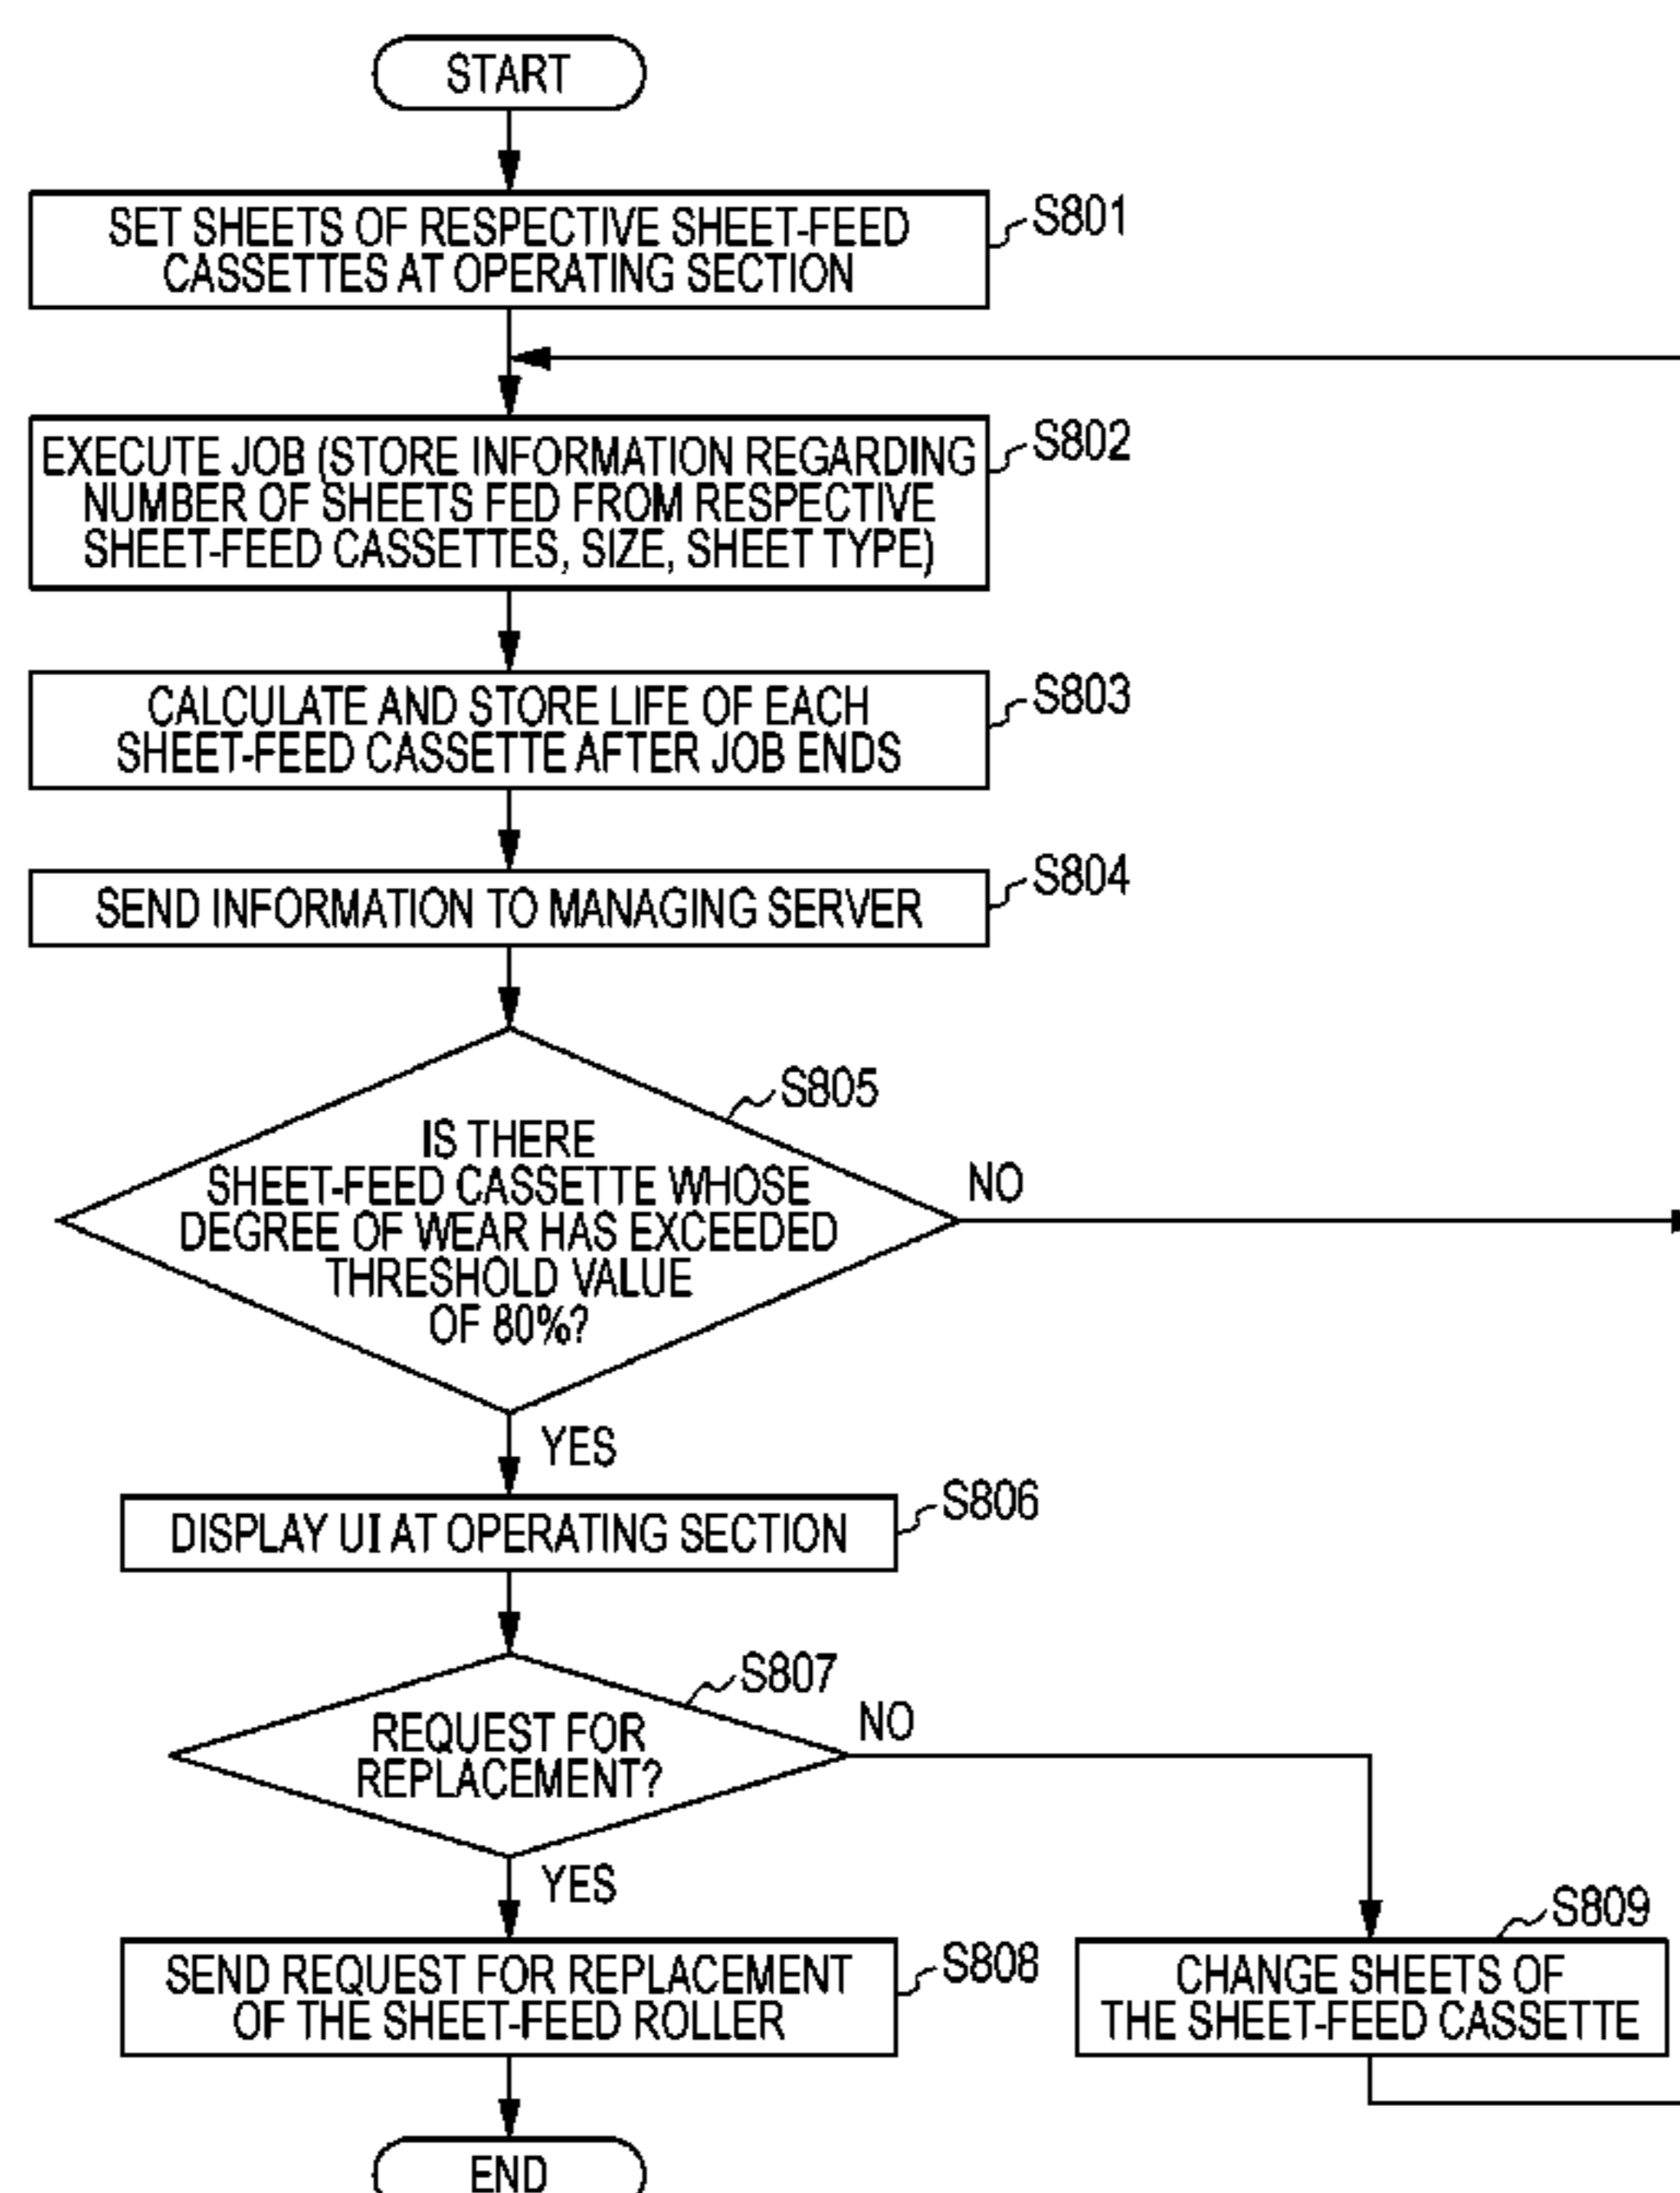 START
SET SHEETS OF RESPECTIVE SHEET-FEED
CASSETTES AT OPERATING SECTION
S801
EXECUTE JOB (STORE INFORMATION REGARDING
NUMBER OF SHEETS FED FROM RESPECTIVE
SHEET-FEED CASSETTES, SIZE, SHEET TYPE)
S802
CALCULATE AND STORE LIFE OF EACH
SHEET-FEED CASSETTE AFTER JOB ENDS
S803
SEND INFORMATION TO MANAGING SERVER
S804
S805
IS THERE
SHEET-FEED CASSETTE WHOSE
DEGREE OF WEAR HAS EXCEEDED
THRESHOLD VALUE
OF 80%?
NO
YES
DISPLAY UI AT OPERATING SECTION
S806
S807
REQUEST FOR
REPLACEMENT?
NO
YES
SEND REQUEST FOR REPLACEMENT
OF THE SHEET-FEED ROLLER
S808
S809
CHANGE SHEETS OF
THE SHEET-FEED CASSETTE
END